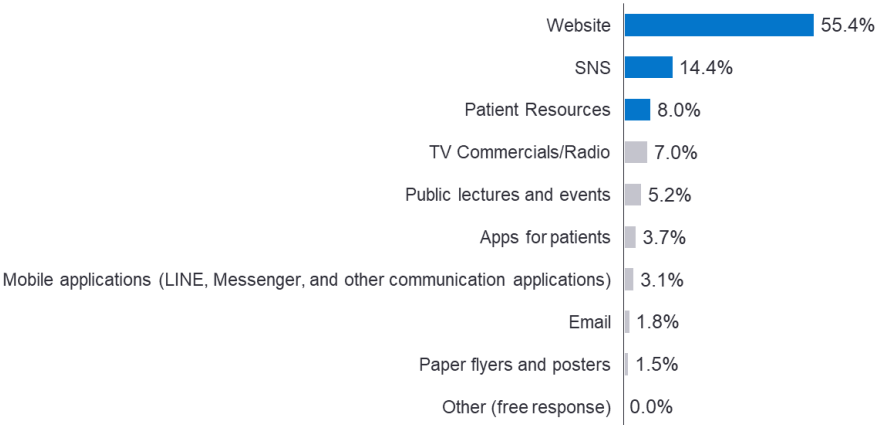 Website 55.4%
SNS 14.4%
Patient Resources 8.0%
TV Commercials/Radio 7.0%
Public lectures and events 5.2%
Apps for patients 3.7%
Mobile applications (LINE, Messenger, and other communication applications) 3.1%
Email 1.8%
Paper flyers and posters 1.5%
Other (free response) 0.0%